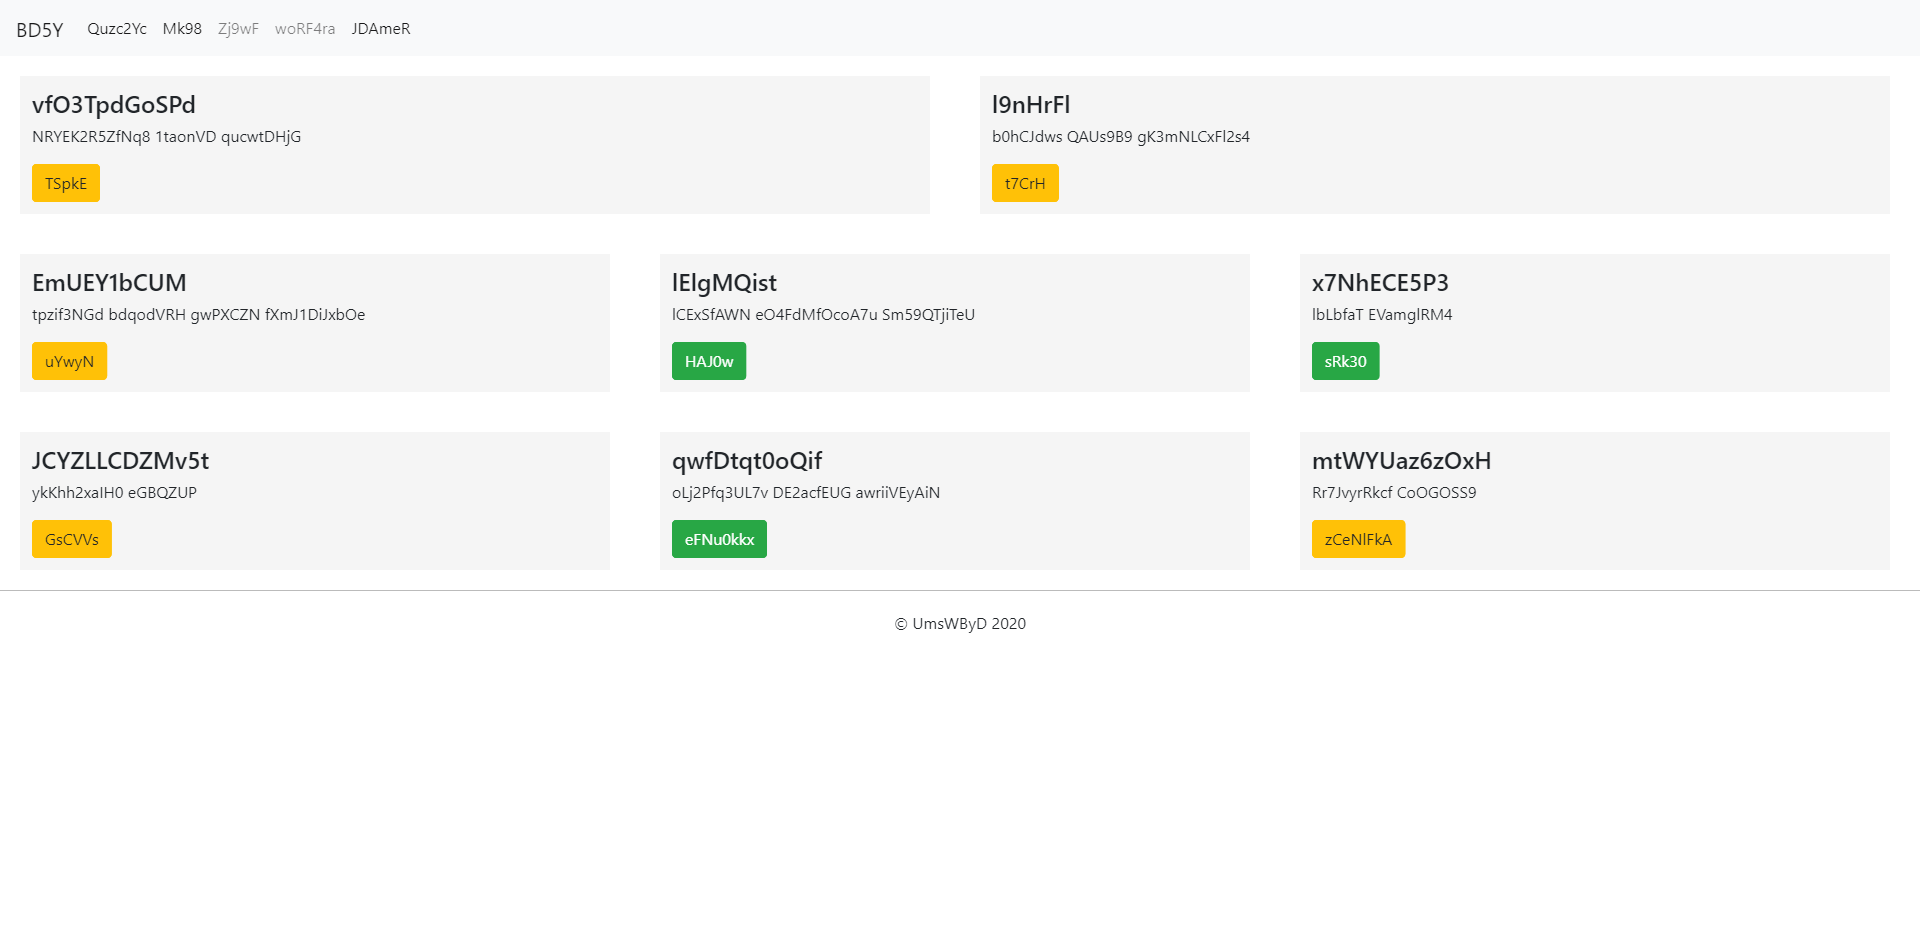 BD5Y Quzc2Yc Mk98 Zj9wF woRF4ra JDAmeR
vfO3TpdGoSPd
NRYEK2R5ZfNq8 1taonVD qucwtDHjG
TSpkE
l9nHrFl
b0hCJdws QAUs9B9 gK3mNLCxFl2s4
t7CrH
EmUEY1bCUM
tpzif3NGd bdqodVRH gwPXCZN fXmJ1DiJxbOe
uYwyN
lElgMQist
lCExSfAWN eO4FdMfOcoA7u Sm59QTjiTeU
HAJ0w
x7NhECE5P3
lbLbfaT EVamglRM4
sRk30
JCYZLLCDZMv5t
ykKhh2xaIH0 eGBQZUP
GsCVVs
qwfDtqt0oQif
oLj2Pfq3UL7v DE2acfEUG awriiVEyAiN
eFNu0kkx
mtWYUaz6zOxH
Rr7JvyrRkcf CoOGOSS9
zCeNlFkA
© UmsWByD 2020